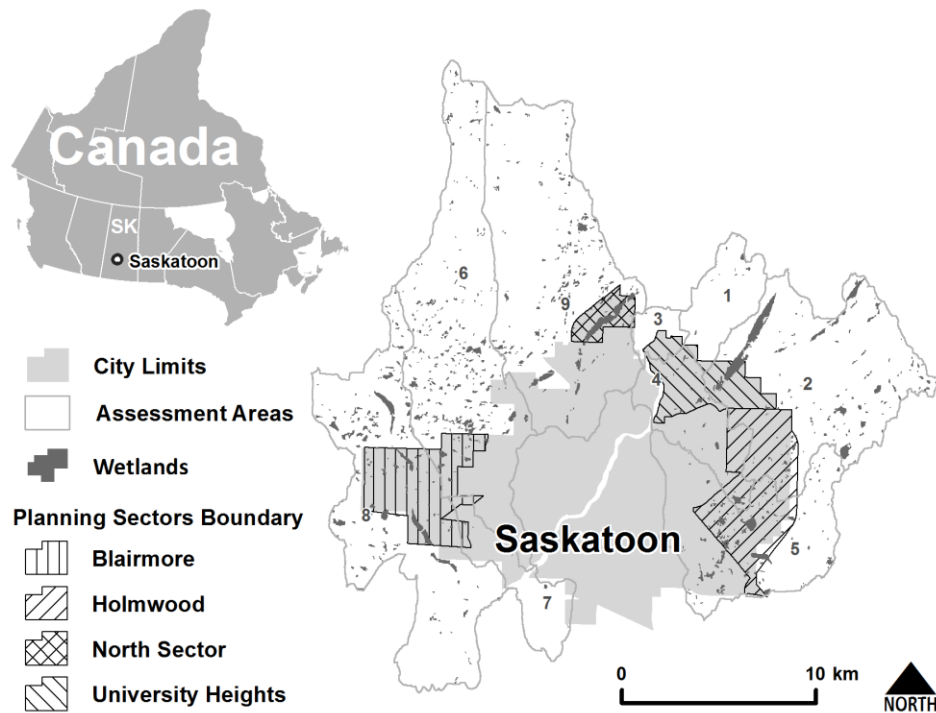 Canada
SK
Saskatoon
6
9
3
1
4
2
8
5
7
Saskatoon
City Limits
Assessment Areas
Wetlands
Planning Sectors Boundary
Blairmore
Holmwood
North Sector
University Heights
0 10 km
NORTH